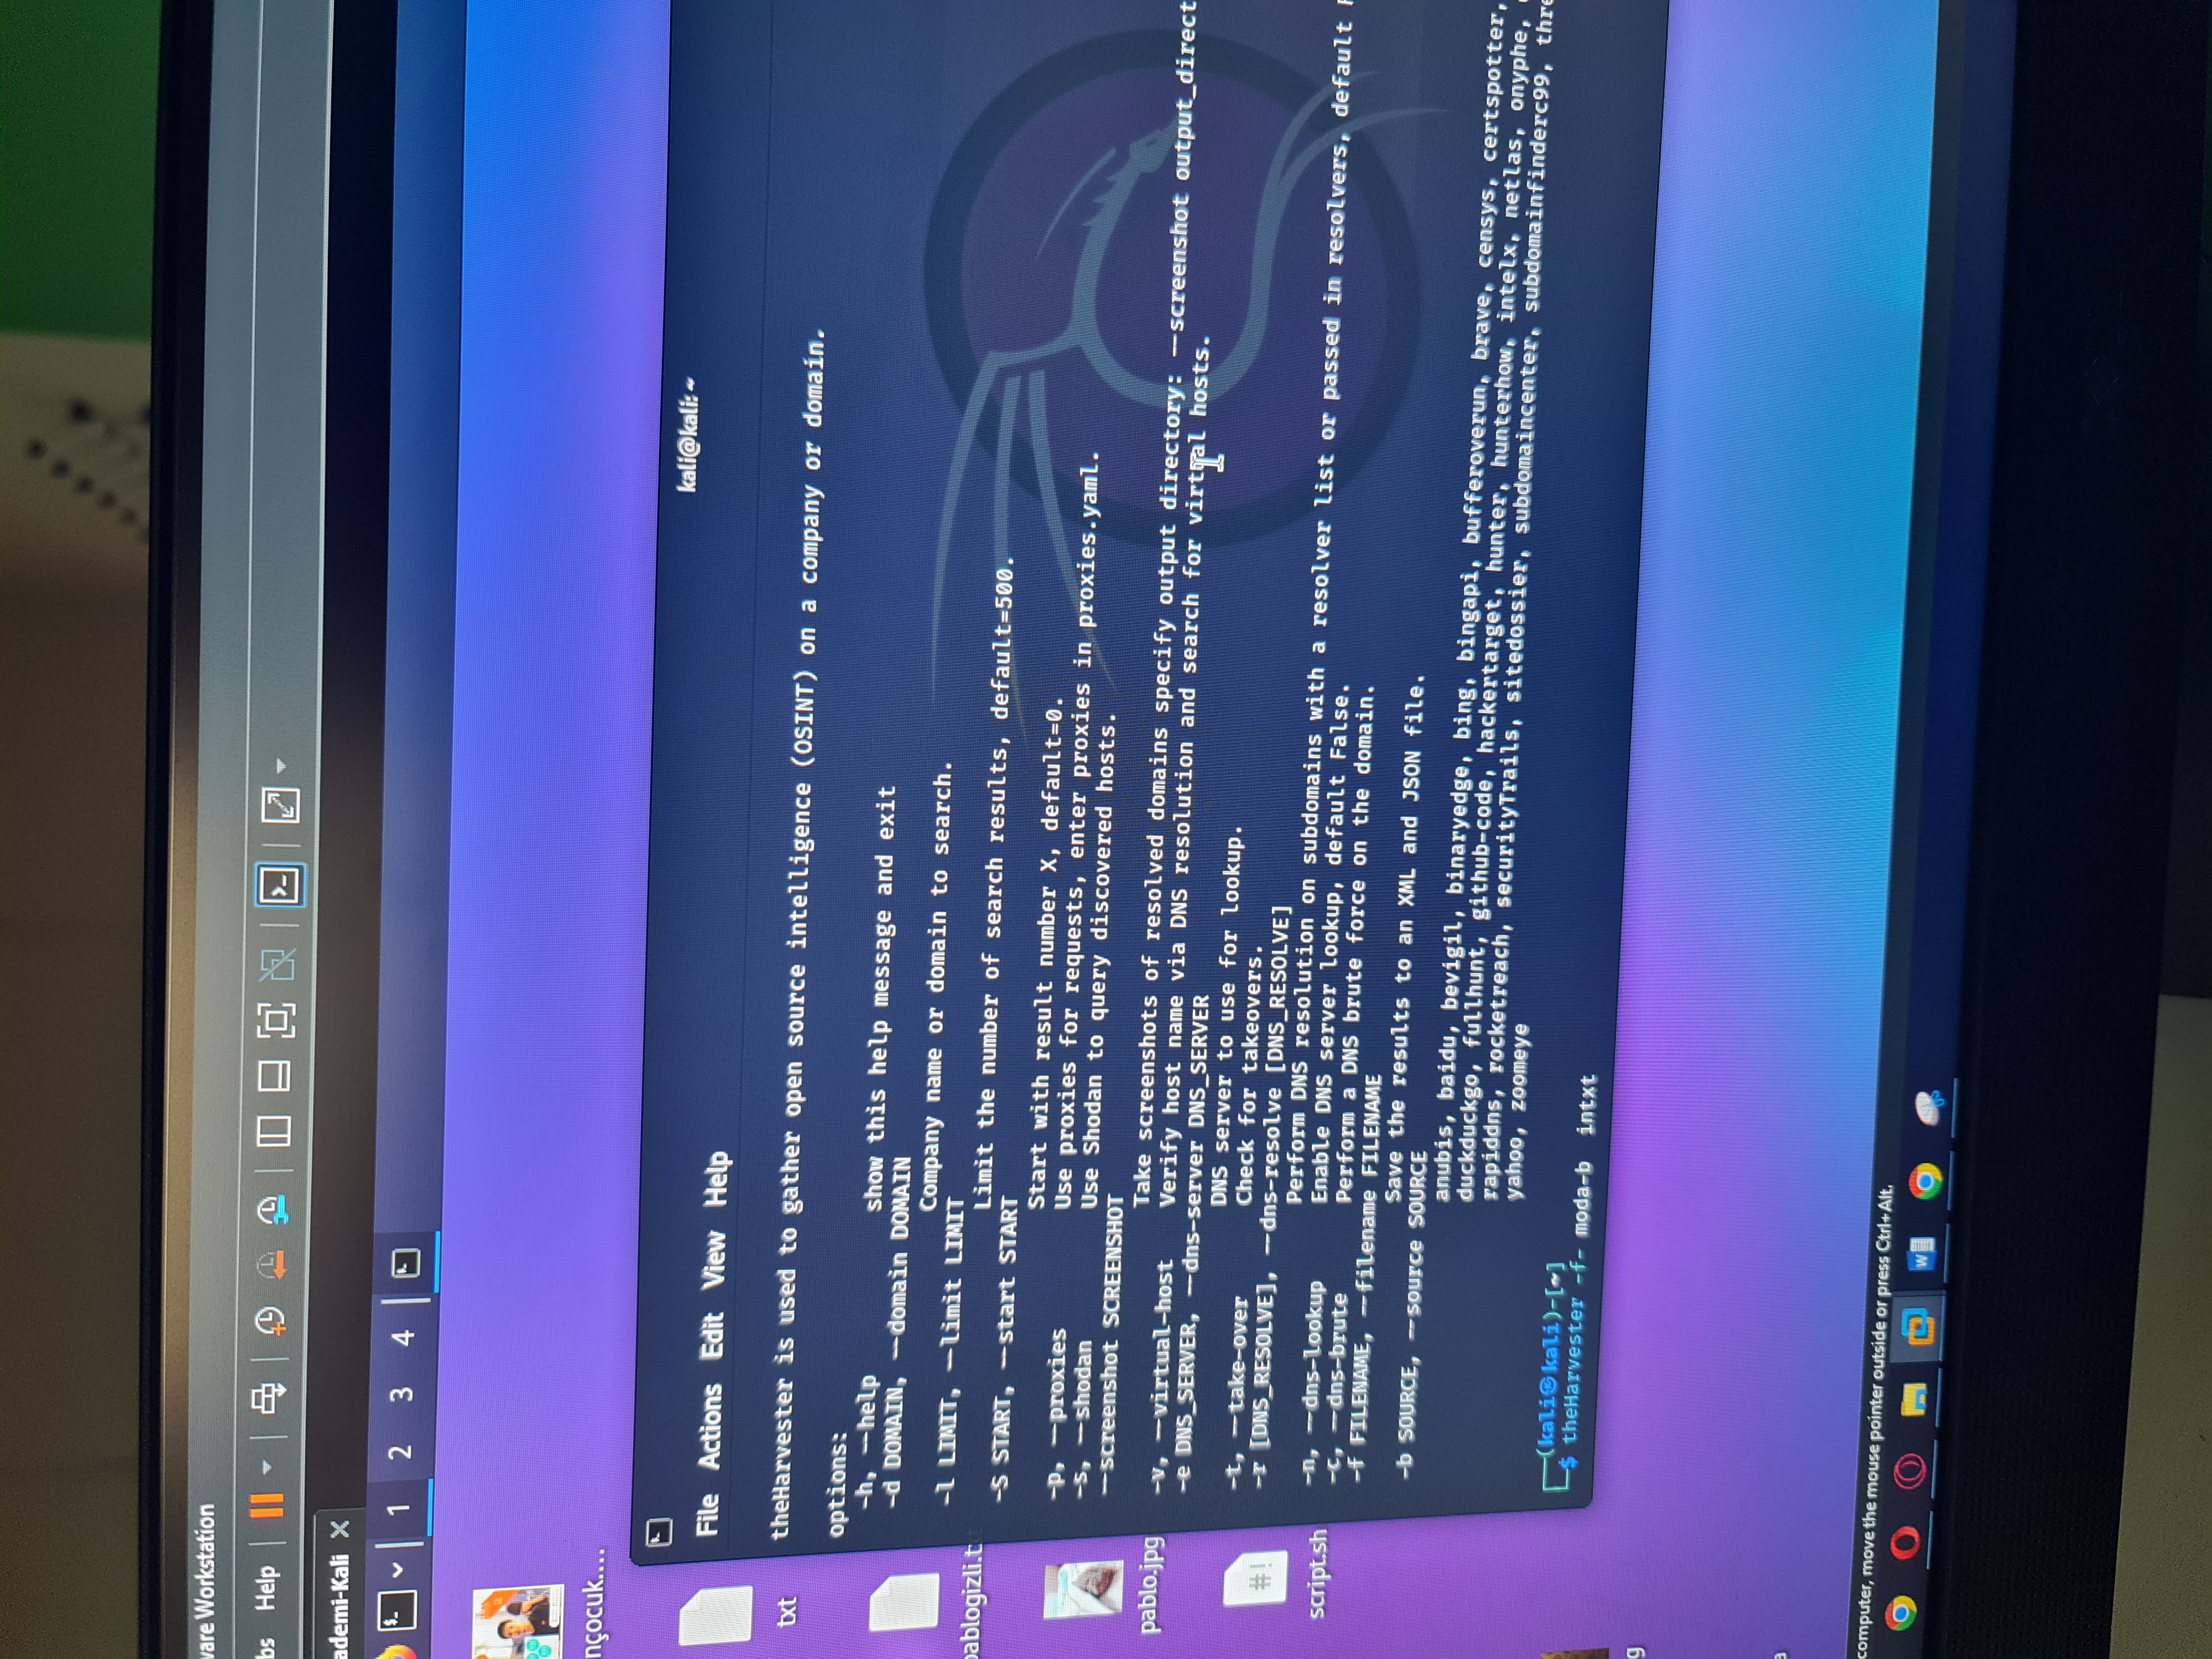 ware Workstation
bs Help
ademi-Kali
1 2 3 4
nçocuk....
txt
pablogizli.t
pablo.jpg
#!
script.sh
g
a
kali@kali: ~
File Actions Edit View Help
theHarvester is used to gather open source intelligence (OSINT) on a company or domain.
options:
-h, --help show this help message and exit
-d DOMAIN, --domain DOMAIN
Company name or domain to search.
-l LIMIT, --limit LIMIT
Limit the number of search results, default=500.
-S START, --start START
Start with result number X, default=0.
-p, --proxies Use proxies for requests, enter proxies in proxies.yaml.
-s, --shodan Use Shodan to query discovered hosts.
--screenshot SCREENSHOT
Take screenshots of resolved domains specify output directory: --screenshot output_direct
-v, --virtual-host Verify host name via DNS resolution and search for virtual hosts.
-e DNS_SERVER, --dns-server DNS_SERVER
DNS server to use for lookup.
-t, --take-over Check for takeovers.
-r [DNS_RESOLVE], --dns-resolve [DNS_RESOLVE]
Perform DNS resolution on subdomains with a resolver list or passed in resolvers, default F
-n, --dns-lookup Enable DNS server lookup, default False.
-c, --dns-brute Perform a DNS brute force on the domain.
-f FILENAME, --filename FILENAME
Save the results to an XML and JSON file.
-b SOURCE, --source SOURCE
anubis, baidu, bevigil, binaryedge, bing, bingapi, bufferoverun, brave, censys, certspotter,
duckduckgo, fullhunt, github-code, hackertarget, hunter, hunterhow, intelx, netlas, onyphe,
rapiddns, rocketreach, securityTrails, sitedossier, subdomaincenter, subdomainfinderc99, thre
yahoo, zoomeye
(kali㉿kali)-[~]
$ theHarvester -f- moda-b intxt
computer, move the mouse pointer outside or press Ctrl+Alt.